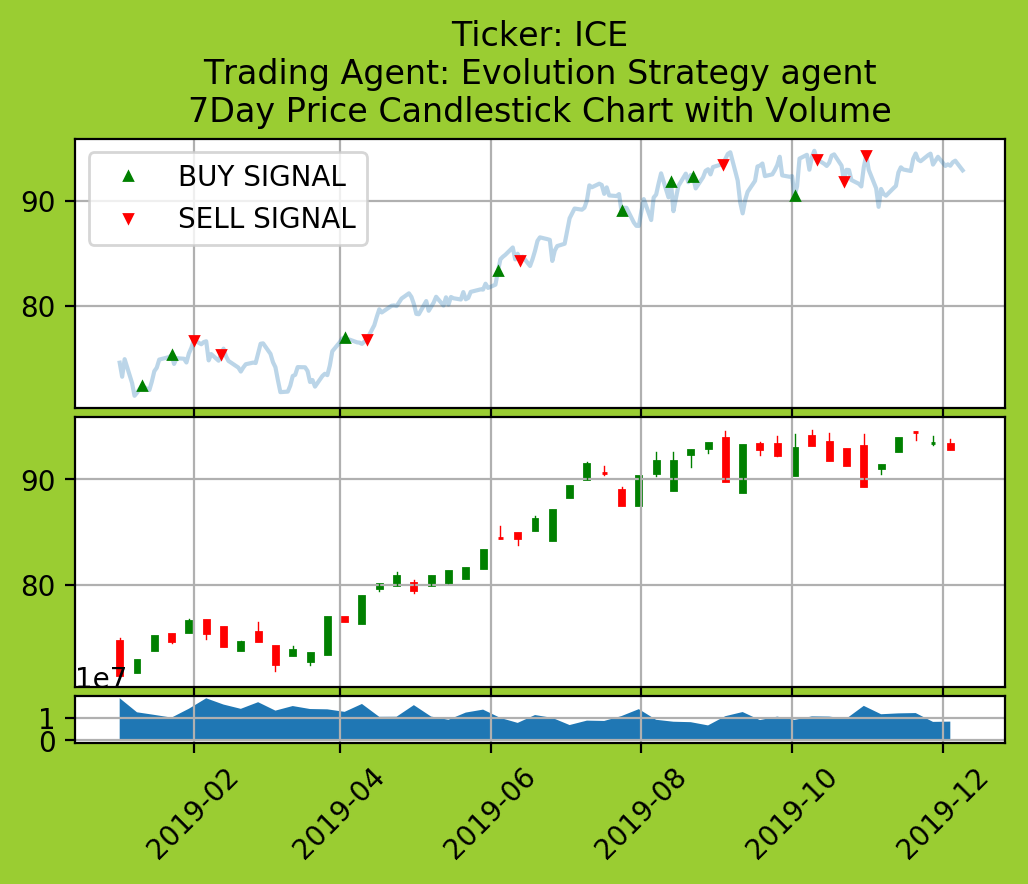 Ticker: ICE
Trading Agent: Evolution Strategy agent
7Day Price Candlestick Chart with Volume
BUY SIGNAL
SELL SIGNAL
90
80
90
80
1e7
1
0
2019-02
2019-04
2019-06
2019-08
2019-10
2019-12